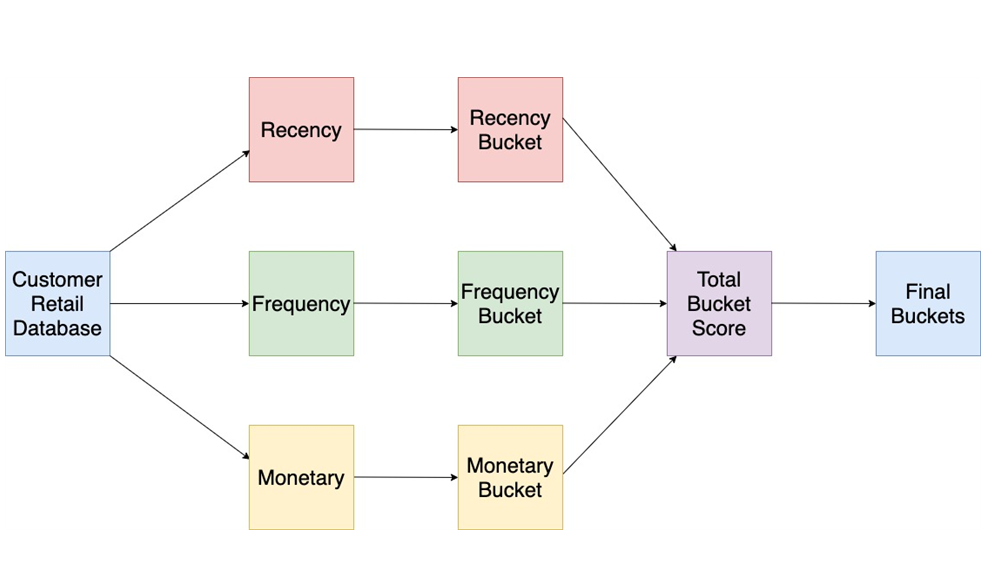 Recency
Recency
Bucket
Customer
Retail
Database
Frequency
Frequency
Bucket
Total
Bucket
Score
Final
Buckets
Monetary
Monetary
Bucket